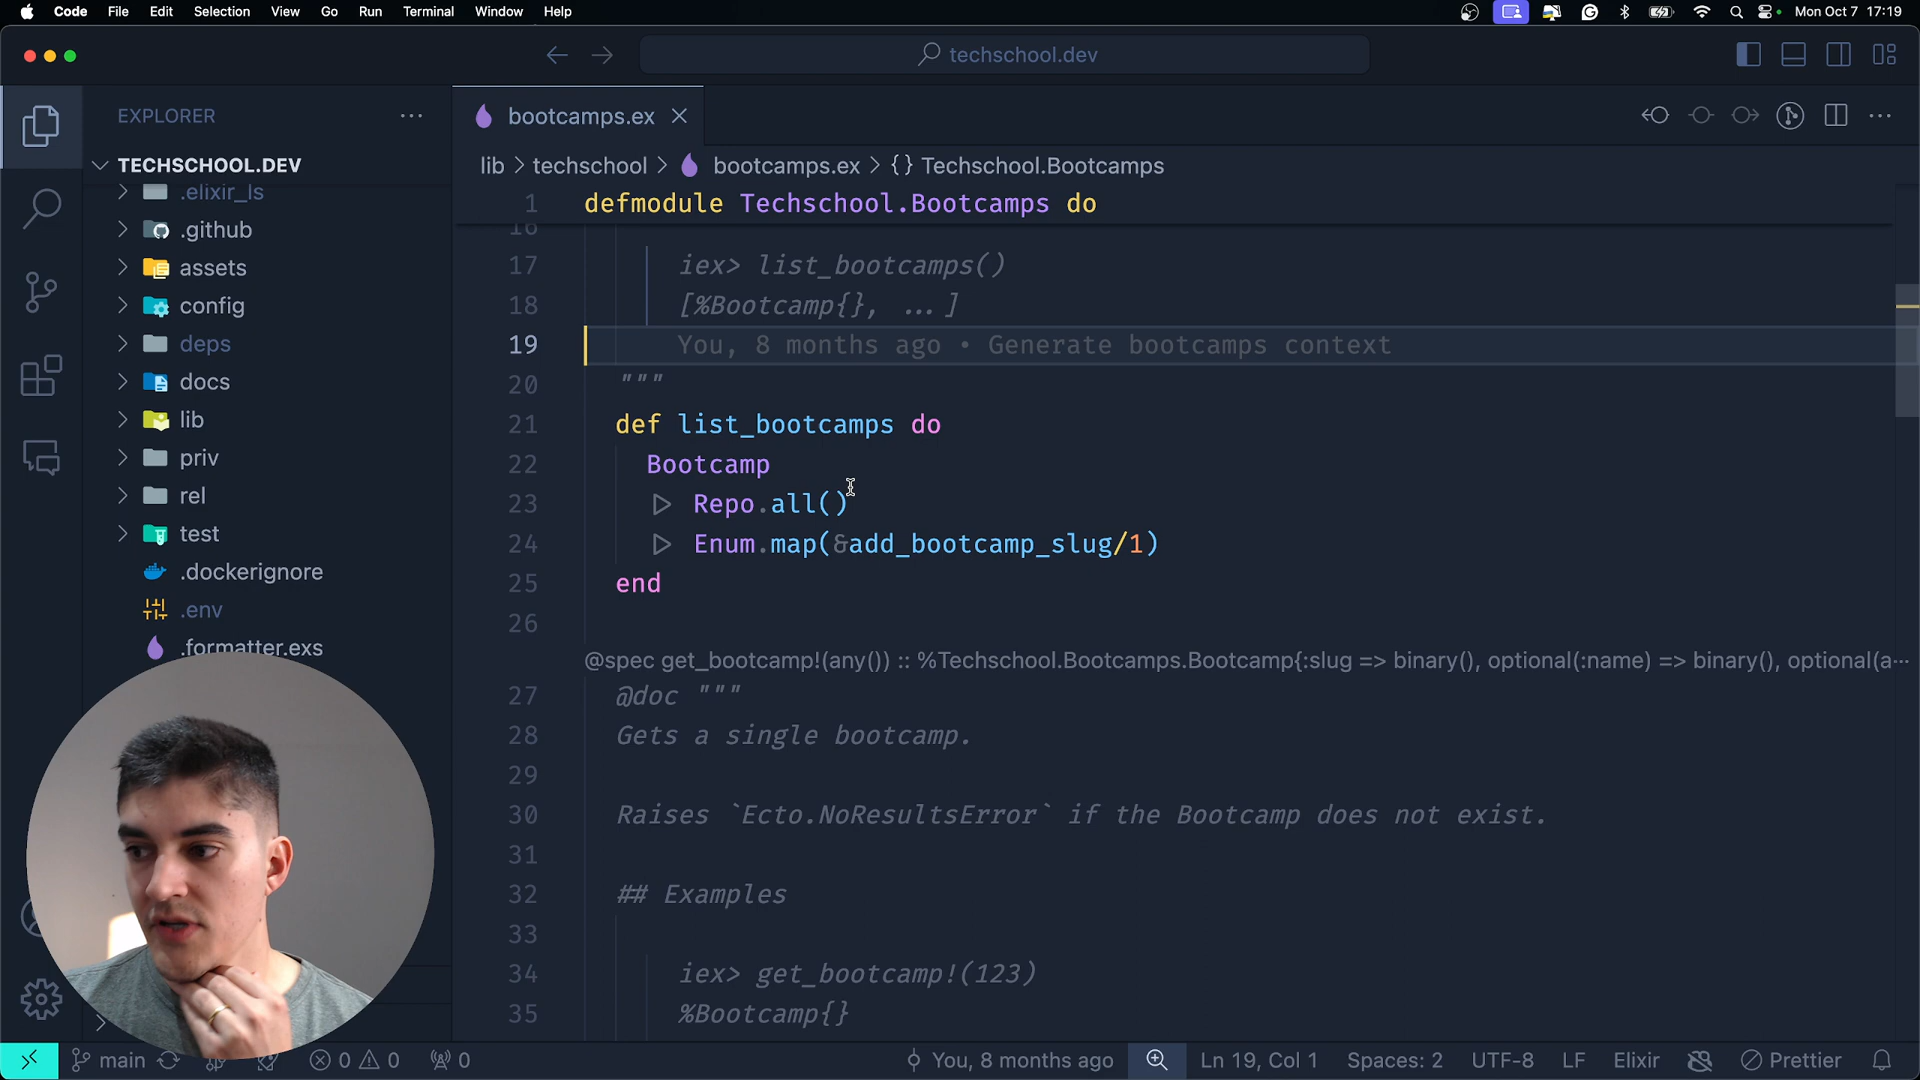 Code File Edit Selection View Go Run Terminal Window Help Mon Oct 7 17:19
techschool.dev
EXPLORER
TECHSCHOOL.DEV
.elixir_ls
.github
assets
config
deps
docs
lib
priv
rel
test
.dockerignore
.env
.formatter.exs
bootcamps.ex
lib > techschool > bootcamps.ex > {} Techschool.Bootcamps
1 defmodule Techschool.Bootcamps do
16
17 iex> list_bootcamps()
18 [%Bootcamp{}, ...]
19 You, 8 months ago • Generate bootcamps context
20 """
21 def list_bootcamps do
22 Bootcamp
23 |> Repo.all()
24 |> Enum.map(&add_bootcamp_slug/1)
25 end
26
@spec get_bootcamp!(any()) :: %Techschool.Bootcamps.Bootcamp{:slug => binary(), optional(:name) => binary(), optional(a...
27 @doc """
28 Gets a single bootcamp.
29
30 Raises `Ecto.NoResultsError` if the Bootcamp does not exist.
31
32 ## Examples
33
34 iex> get_bootcamp!(123)
35 %Bootcamp{}
main 0 0 0 You, 8 months ago Ln 19, Col 1 Spaces: 2 UTF-8 LF Elixir Prettier